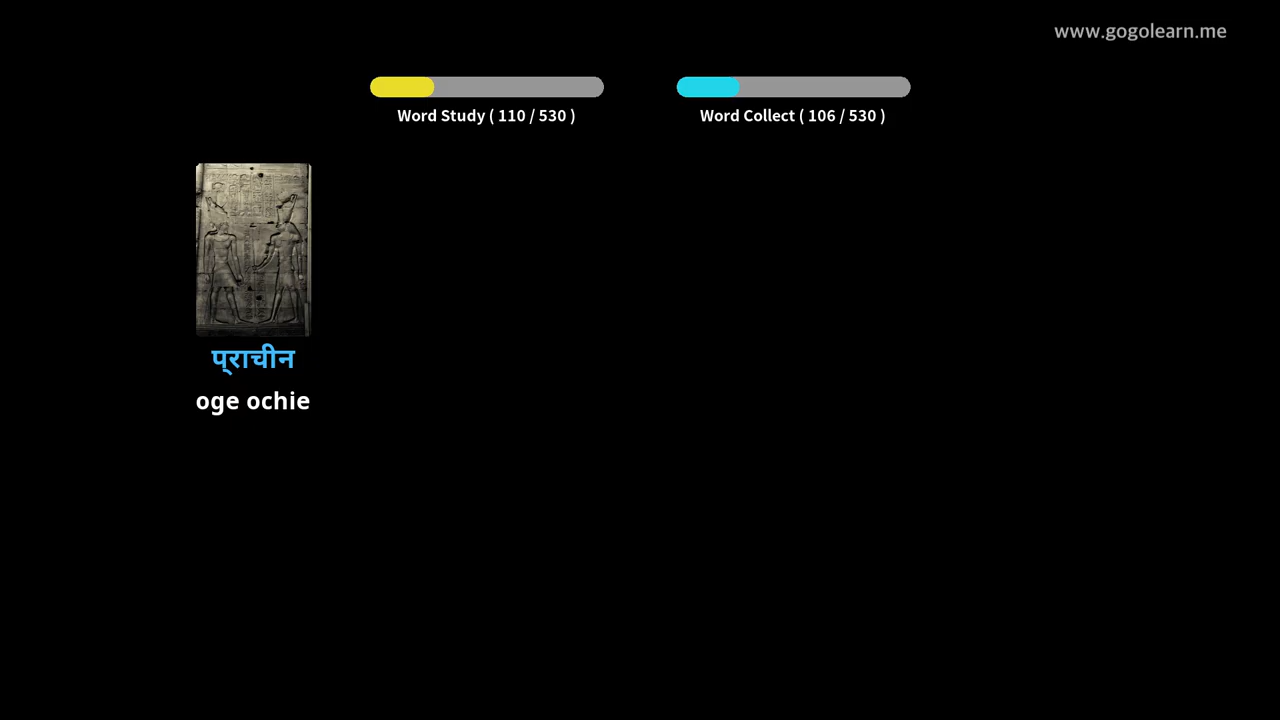 www.gogolearn.me
Word Study ( 110 / 530 )
Word Collect ( 106 / 530 )
प्राचीन
oge ochie